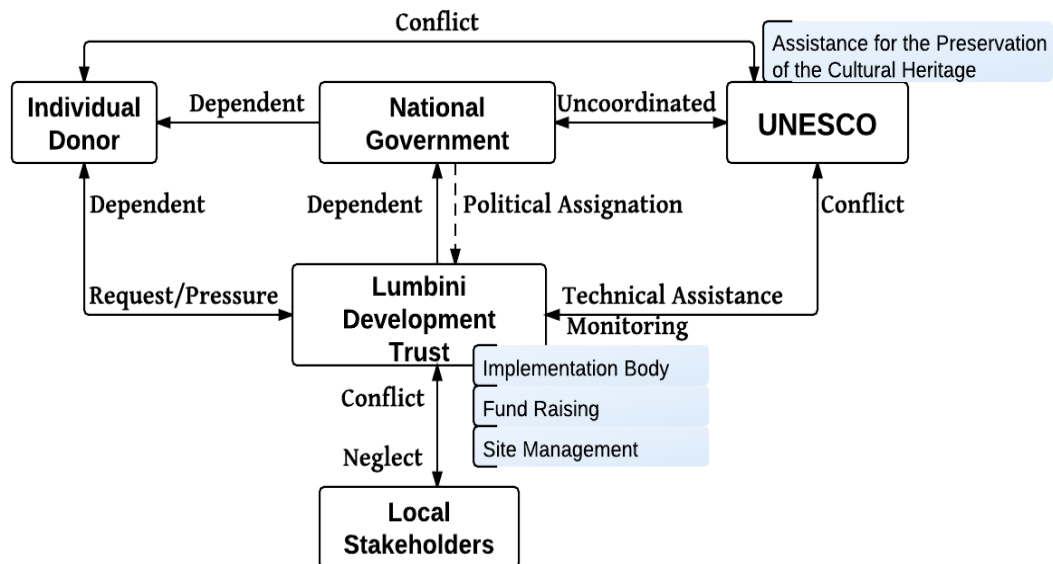 Conflict
Assistance for the Preservation
of the Cultural Heritage
Individual
Donor
Dependent
National
Government
Uncoordinated
UNESCO
Dependent
Dependent
Political Assignation
Conflict
Request/Pressure
Lumbini
Development
Trust
Technical Assistance
Monitoring
Implementation Body
Fund Raising
Site Management
Conflict
Neglect
Local
Stakeholders